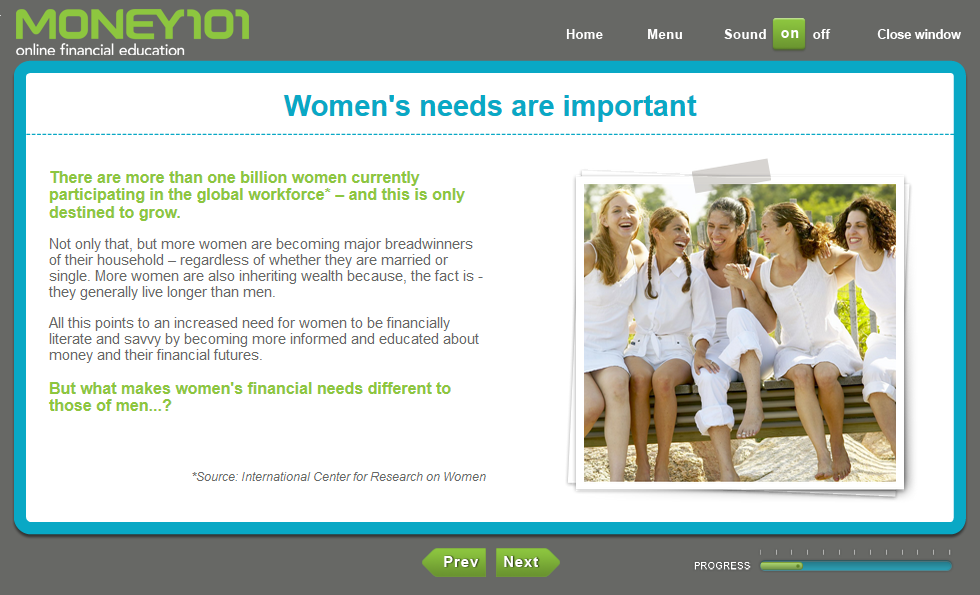 MONEY101
online financial education
Home Menu Sound on off Close window
Women's needs are important
There are more than one billion women currently
participating in the global workforce* – and this is only
destined to grow.
Not only that, but more women are becoming major breadwinners
of their household – regardless of whether they are married or
single. More women are also inheriting wealth because, the fact is -
they generally live longer than men.
All this points to an increased need for women to be financially
literate and savvy by becoming more informed and educated about
money and their financial futures.
But what makes women's financial needs different to
those of men...?
*Source: International Center for Research on Women
Prev Next
PROGRESS